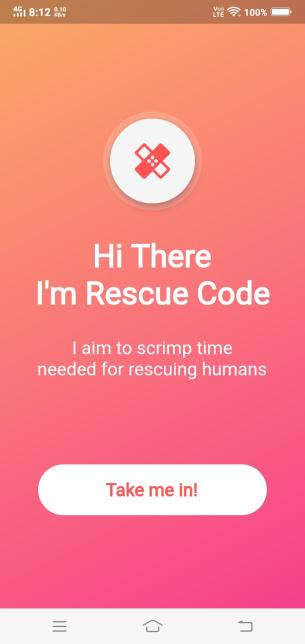 4G 8:12 0.10 KB/s VoD LTE 100%
Hi There
I'm Rescue Code
I aim to scrimp time
needed for rescuing humans
Take me in!